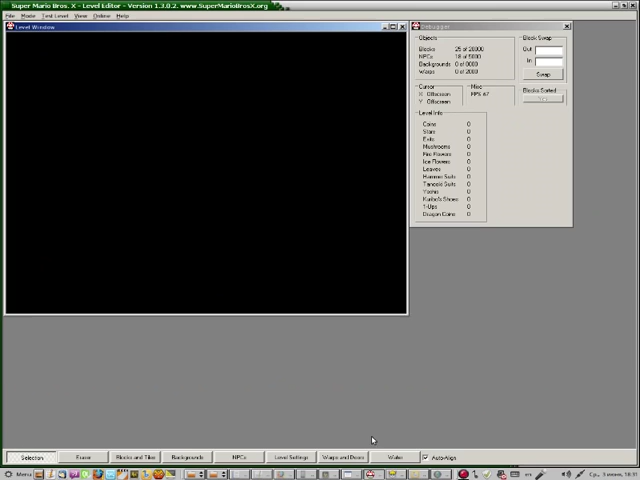 Super Mario Bros. X - Level Editor - Version 1.3.0.2. www.SuperMarioBrosX.org
File Mode Test Level View Online Help
Level Window
Debugger
Objects
Blocks 25 of 20000
NPCs 18 of 5000
Backgrounds 0 of 8000
Warps 0 of 2000
Block Swap
Out
In
Swap
Cursor
X Offscreen
Y Offscreen
Misc
FPS 67
Blocks Sorted
Level Info
Coins 0
Stars 0
Exits 0
Mushrooms 0
Fire Flowers 0
Ice Flowers 0
Leaves 0
Hammer Suits 0
Tanooki Suits 0
Yoshis 0
Kuribo's Shoes 0
1-Ups 0
Dragon Coins 0
Selection Eraser Blocks and Tiles Backgrounds NPCs Level Settings Warps and Doors Water Auto-Align
Меню